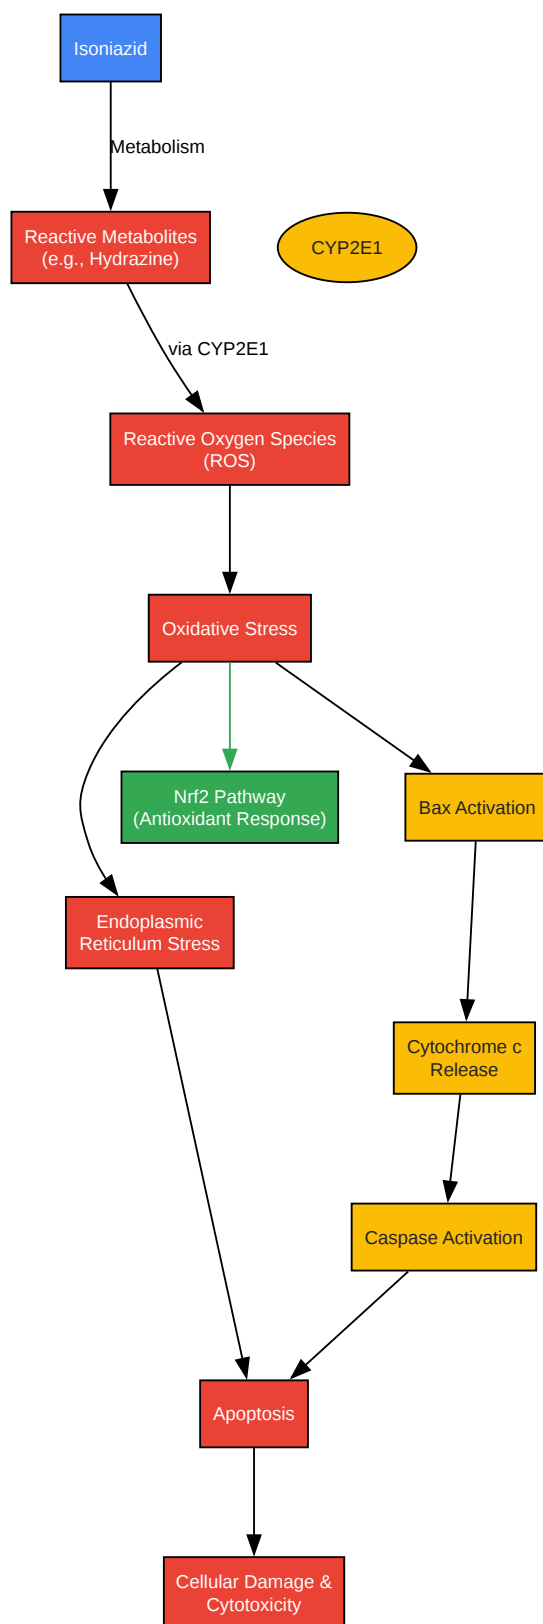 Isoniazid
Metabolism
Reactive Metabolites
(e.g., Hydrazine)
CYP2E1
via CYP2E1
Reactive Oxygen Species
(ROS)
Oxidative Stress
Nrf2 Pathway
(Antioxidant Response)
Bax Activation
Endoplasmic
Reticulum Stress
Cytochrome c
Release
Caspase Activation
Apoptosis
Cellular Damage &
Cytotoxicity